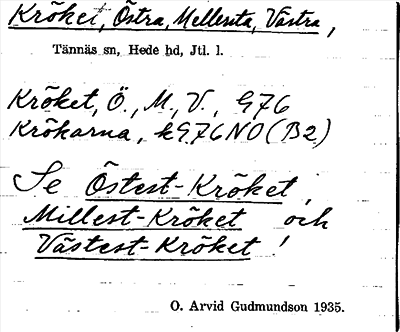 Kröket, Östra, Mellersta, Västra,
Tännäs sn, Hede hd, Jtl. l.
Kröket, Ö., M., V., 976
Krökarna, k976NO(B2)
Se Östest-Kröket,
Millest-Kröket och
Västest-Kröket!
O. Arvid Gudmundson 1935.